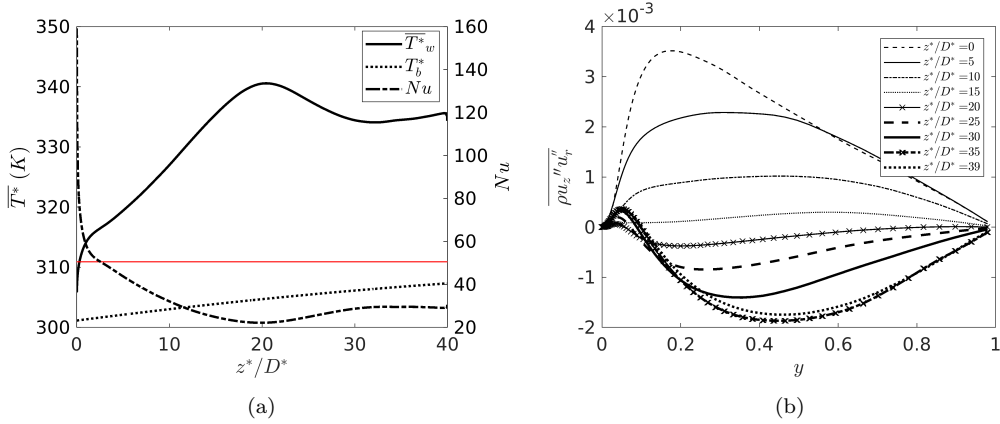 350
340
330
320
310
300
T̅* (K)
160
140
120
100
80
60
40
20
Nu
T̅*w
T*b
Nu
0
10
20
30
40
z*/D*
(a)
×10⁻³
4
3
2
1
0
-1
-2
ρu_z''u_r''
z*/D* =0
z*/D* =5
z*/D* =10
z*/D* =15
z*/D* =20
z*/D* =25
z*/D* =30
z*/D* =35
z*/D* =39
0
0.2
0.4
0.6
0.8
1
y
(b)